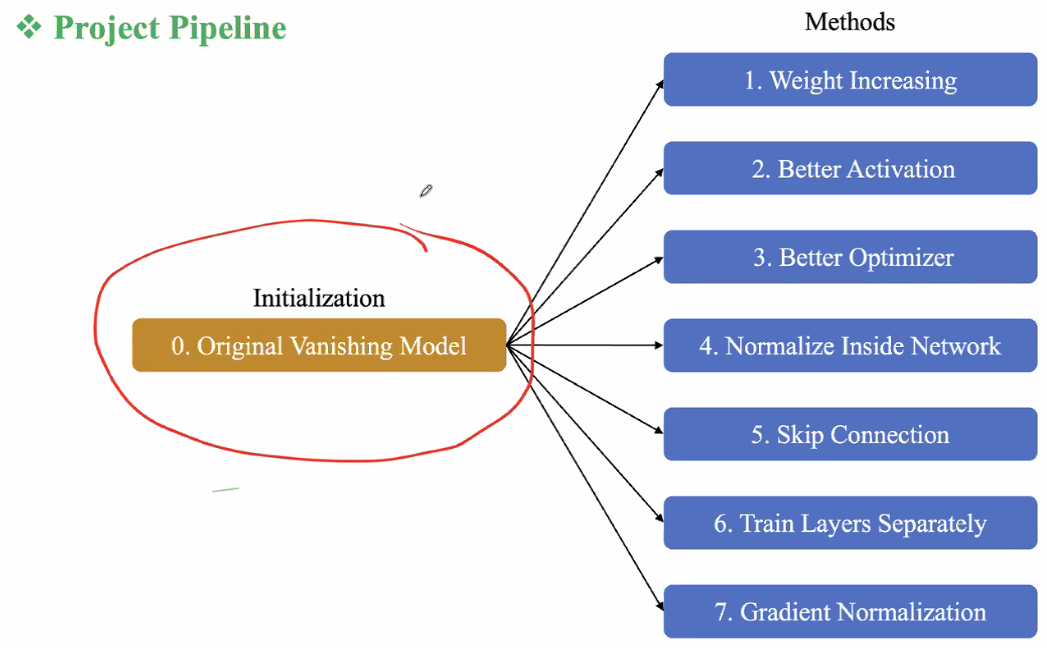 Project Pipeline
Methods
1. Weight Increasing
2. Better Activation
3. Better Optimizer
Initialization
0. Original Vanishing Model
4. Normalize Inside Network
5. Skip Connection
6. Train Layers Separately
7. Gradient Normalization